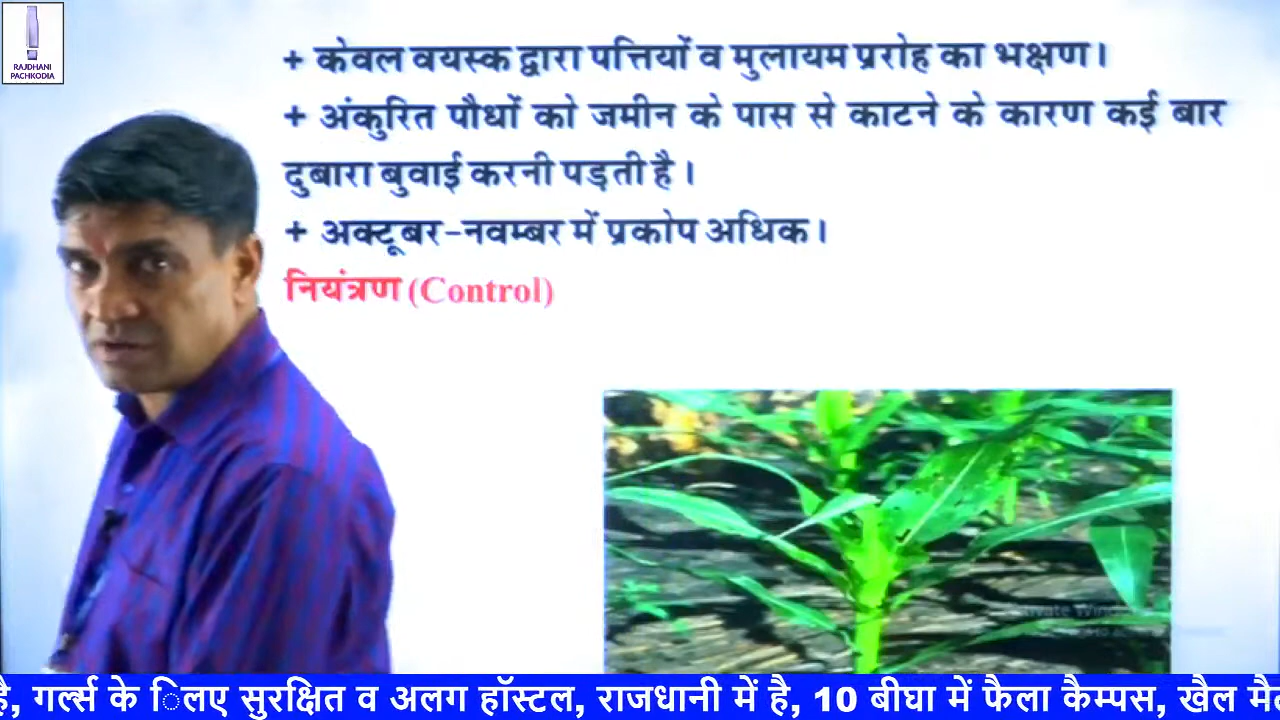 RAJDHANI
PACHKODIA
+ केवल वयस्क द्वारा पत्तियों व मुलायम प्ररोह का भक्षण।
+ अंकुरित पौधों को जमीन के पास से काटने के कारण कई बार
दुबारा बुवाई करनी पड़ती है।
+ अक्टूबर-नवम्बर में प्रकोप अधिक।
नियंत्रण (Control)
है, गर्ल्स के िलए सुरक्षित व अलग हॉस्टल, राजधानी में है, 10 बीघा में फैला कैम्पस, खैल